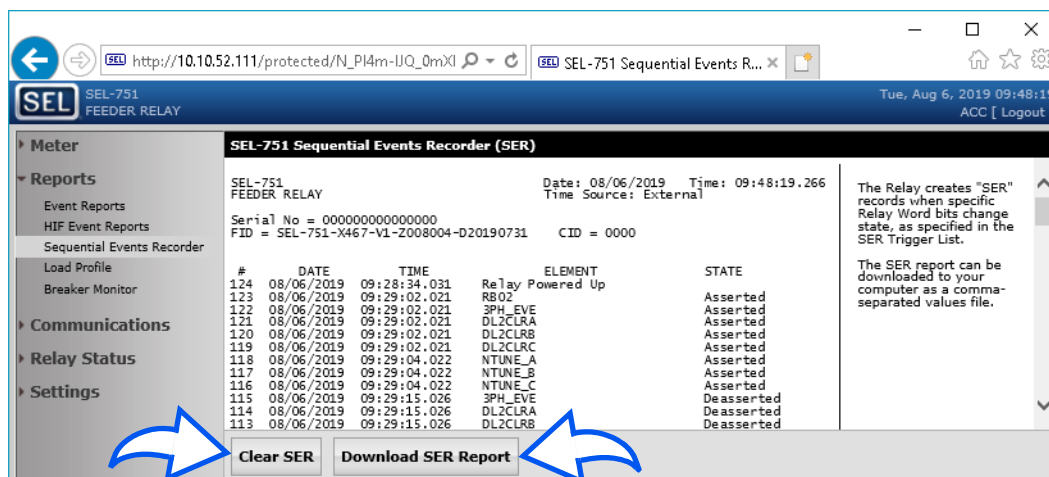 SEL http://10.10.52.111/protected/N_PI4m-IJQ_0mXI
SEL SEL-751 Sequential Events R... ×
SEL
SEL-751
FEEDER RELAY
Tue, Aug 6, 2019 09:48:19
ACC [ Logout
Meter
Reports
Event Reports
HIF Event Reports
Sequential Events Recorder
Load Profile
Breaker Monitor
Communications
Relay Status
Settings
SEL-751 Sequential Events Recorder (SER)
SEL-751 Date: 08/06/2019 Time: 09:48:19.266
FEEDER RELAY Time Source: External
Serial No = 000000000000000
FID = SEL-751-X467-V1-Z008004-D20190731 CID = 0000
# DATE TIME ELEMENT STATE
124 08/06/2019 09:28:34.031 Relay Powered Up
123 08/06/2019 09:29:02.021 RB02 Asserted
122 08/06/2019 09:29:02.021 3PH_EVE Asserted
121 08/06/2019 09:29:02.021 DL2CLRA Asserted
120 08/06/2019 09:29:02.021 DL2CLRB Asserted
119 08/06/2019 09:29:02.021 DL2CLRC Asserted
118 08/06/2019 09:29:04.022 NTUNE_A Asserted
117 08/06/2019 09:29:04.022 NTUNE_B Asserted
116 08/06/2019 09:29:04.022 NTUNE_C Asserted
115 08/06/2019 09:29:15.026 3PH_EVE Deasserted
114 08/06/2019 09:29:15.026 DL2CLRA Deasserted
113 08/06/2019 09:29:15.026 DL2CLRB Deasserted
The Relay creates "SER"
records when specific
Relay Word bits change
state, as specified in the
SER Trigger List.
The SER report can be
downloaded to your
computer as a comma-
separated values file.
Clear SER
Download SER Report